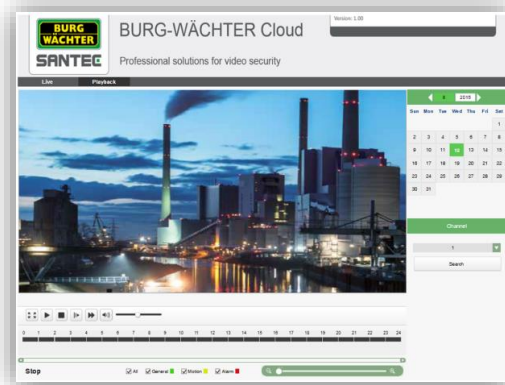 BURG
WÄCHTER
SANTEC
BURG-WÄCHTER Cloud
Professional solutions for video security
Version: 1.08
Live Playback
2015
Sun Mon Tue Wed Thu Fri Sat
1
2 3 4 5 6 7 8
9 10 11 12 13 14 15
16 17 18 19 20 21 22
23 24 25 26 27 28 29
30 31
Channel
1
Search
0 1 2 3 4 5 6 7 8 9 10 11 12 13 14 15 16 17 18 19 20 21 22 23 24
Stop All General Motion Alarm